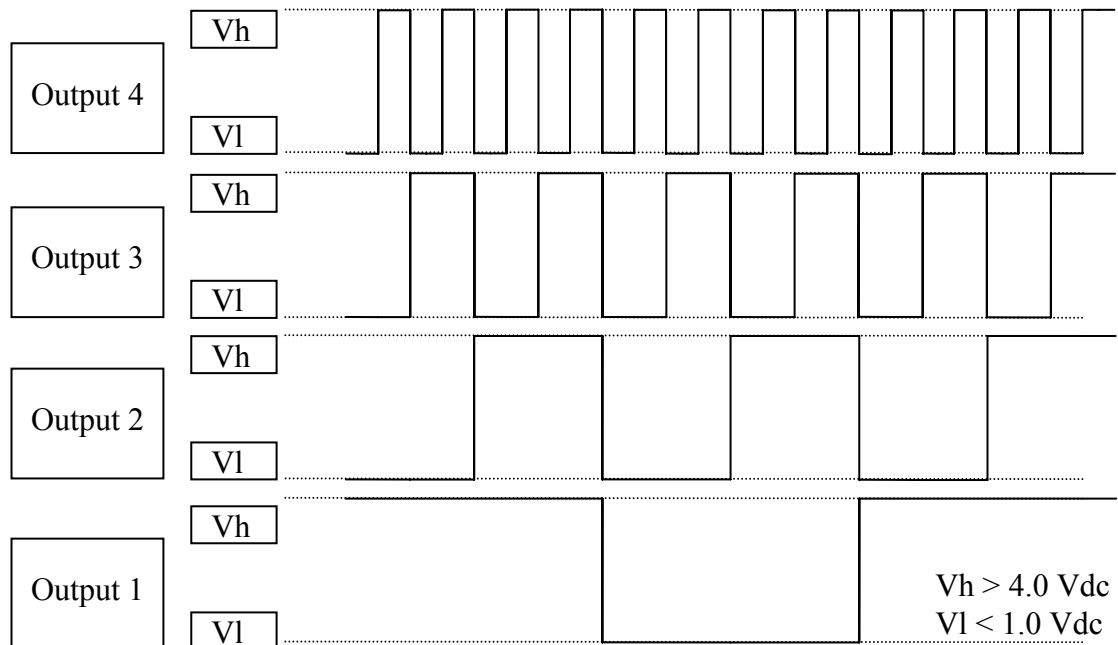 Vh
Output 4
Vl
Vh
Output 3
Vl
Vh
Output 2
Vl
Vh
Output 1
Vl
Vh > 4.0 Vdc
Vl < 1.0 Vdc